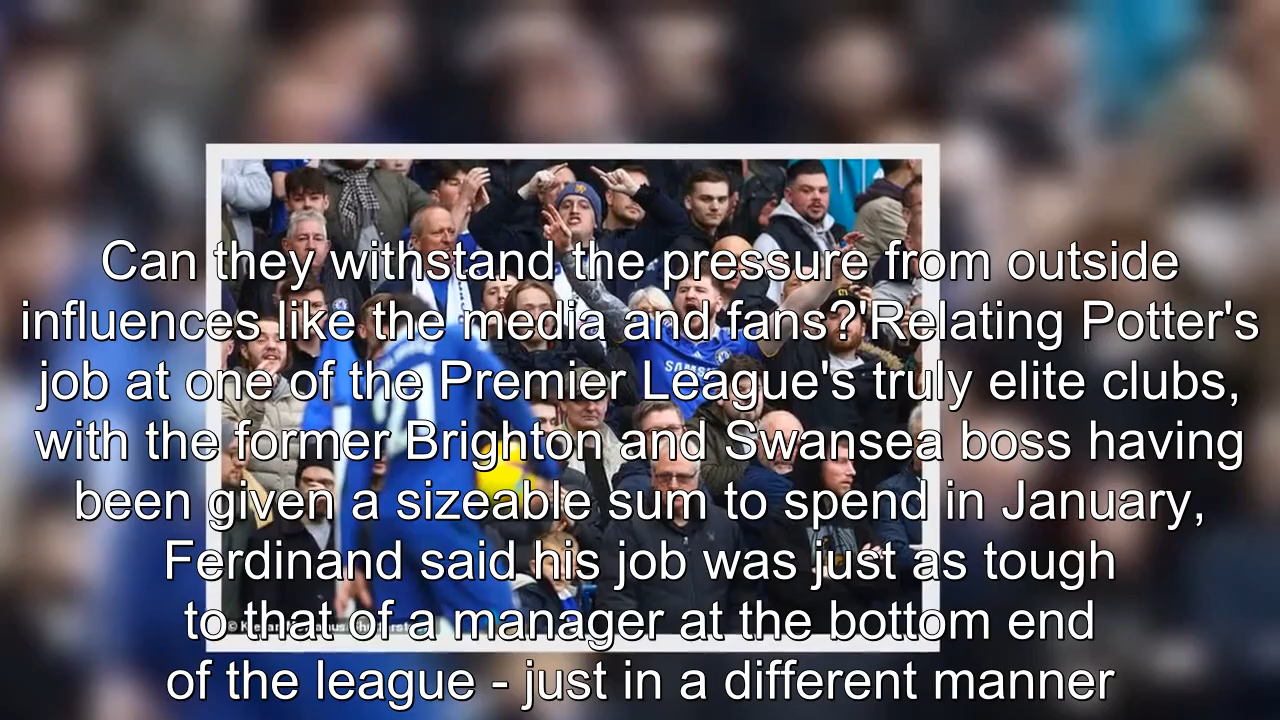 Can they withstand the pressure from outside
influences like the media and fans?'Relating Potter's
job at one of the Premier League's truly elite clubs,
with the former Brighton and Swansea boss having
been given a sizeable sum to spend in January,
Ferdinand said his job was just as tough
to that of a manager at the bottom end
of the league - just in a different manner
SAMSUNG